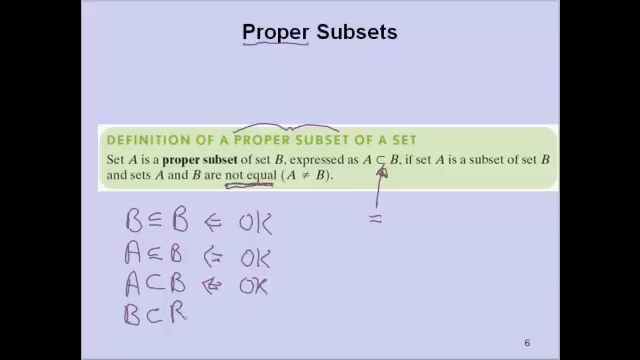 Proper Subsets
DEFINITION OF A PROPER SUBSET OF A SET
Set A is a proper subset of set B, expressed as A ⊂ B, if set A is a subset of set B
and sets A and B are not equal (A ≠ B).
=
B ⊆ B ⇐ OK
A ⊆ B ⇐ OK
A ⊂ B ⇐ OK
B ⊂
6